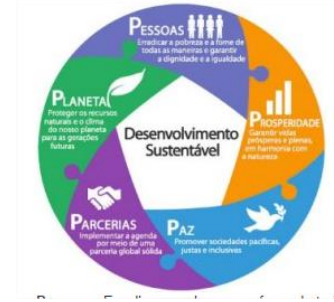 PESSOAS
Erradicar a pobreza e a fome de
todas as maneiras e garantir
a dignidade e a igualdade
PLANETA
Proteger os recursos
naturais e o clima
do nosso planeta
para as gerações
futuras
PROSPERIDADE
Garantir vidas
prósperas e plenas,
em harmonia com
a natureza
Desenvolvimento
Sustentável
PARCERIAS
Implementar a agenda
por meio de uma
parceria global sólida
PAZ
Promover sociedades pacíficas,
justas e inclusivas